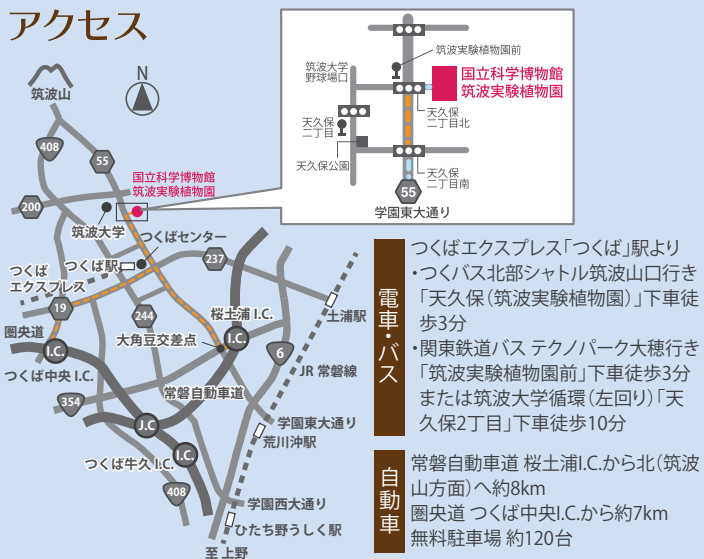 アクセス
N
筑波山
408
55
200
国立科学博物館
筑波実験植物園
筑波大学
つくばセンター
つくば駅
つくば
エクスプレス
19
237
244
桜土浦 I.C.
I.C.
土浦駅
圏央道
I.C.
つくば中央 I.C.
大角豆交差点
6
JR 常磐線
常磐自動車道
354
J.C
学園東大通り
荒川沖駅
I.C.
つくば牛久 I.C.
408
学園西大通り
ひたち野うしく駅
至 上野
筑波実験植物園前
筑波大学
野球場口
国立科学博物館
筑波実験植物園
天久保
二丁目北
天久保
二丁目
天久保公園
天久保
二丁目南
55
学園東大通り
電車・バス
つくばエクスプレス「つくば」駅より
・つくバス北部シャトル筑波山口行き
「天久保(筑波実験植物園)」下車徒
歩3分
・関東鉄道バス テクノパーク大穂行き
「筑波実験植物園前」下車徒歩3分
または筑波大学循環(左回り)「天
久保2丁目」下車徒歩10分
自動車
常磐自動車道 桜土浦I.C.から北(筑波
山方面)へ約8km
圏央道 つくば中央I.C.から約7km
無料駐車場 約120台